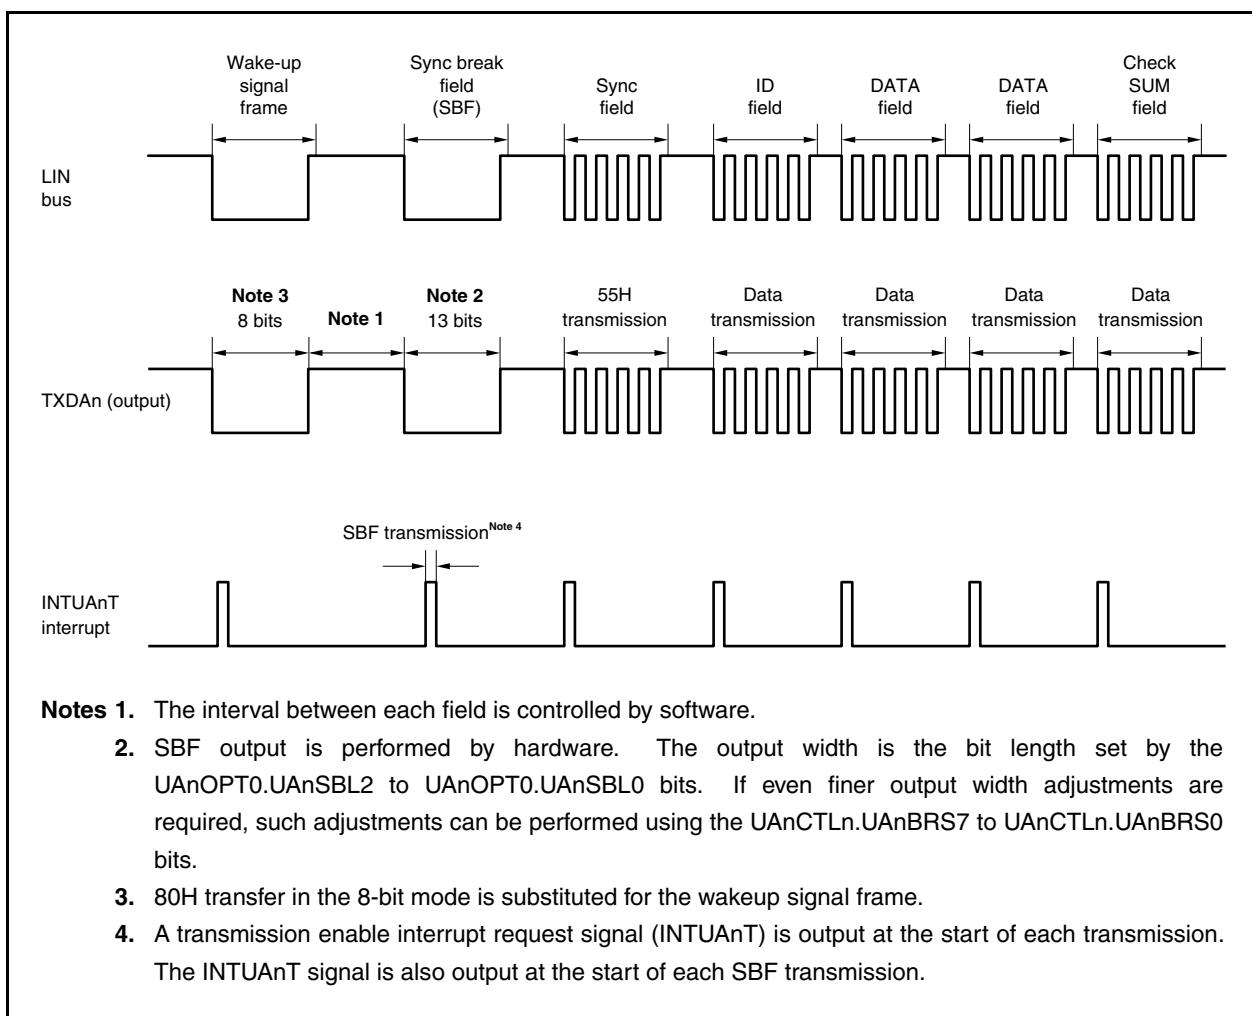 Wake-up
signal
frame
Sync break
field
(SBF)
Sync
field
ID
field
DATA
field
DATA
field
Check
SUM
field
LIN
bus
Note 3
8 bits
Note 1
Note 2
13 bits
55H
transmission
Data
transmission
Data
transmission
Data
transmission
Data
transmission
TXDAn (output)
SBF transmission Note 4
INTUAnT
interrupt
Notes 1. The interval between each field is controlled by software.
2. SBF output is performed by hardware. The output width is the bit length set by the
UAnOPT0.UAnSBL2 to UAnOPT0.UAnSBL0 bits. If even finer output width adjustments are
required, such adjustments can be performed using the UAnCTLn.UAnBRS7 to UAnCTLn.UAnBRS0
bits.
3. 80H transfer in the 8-bit mode is substituted for the wakeup signal frame.
4. A transmission enable interrupt request signal (INTUAnT) is output at the start of each transmission.
The INTUAnT signal is also output at the start of each SBF transmission.